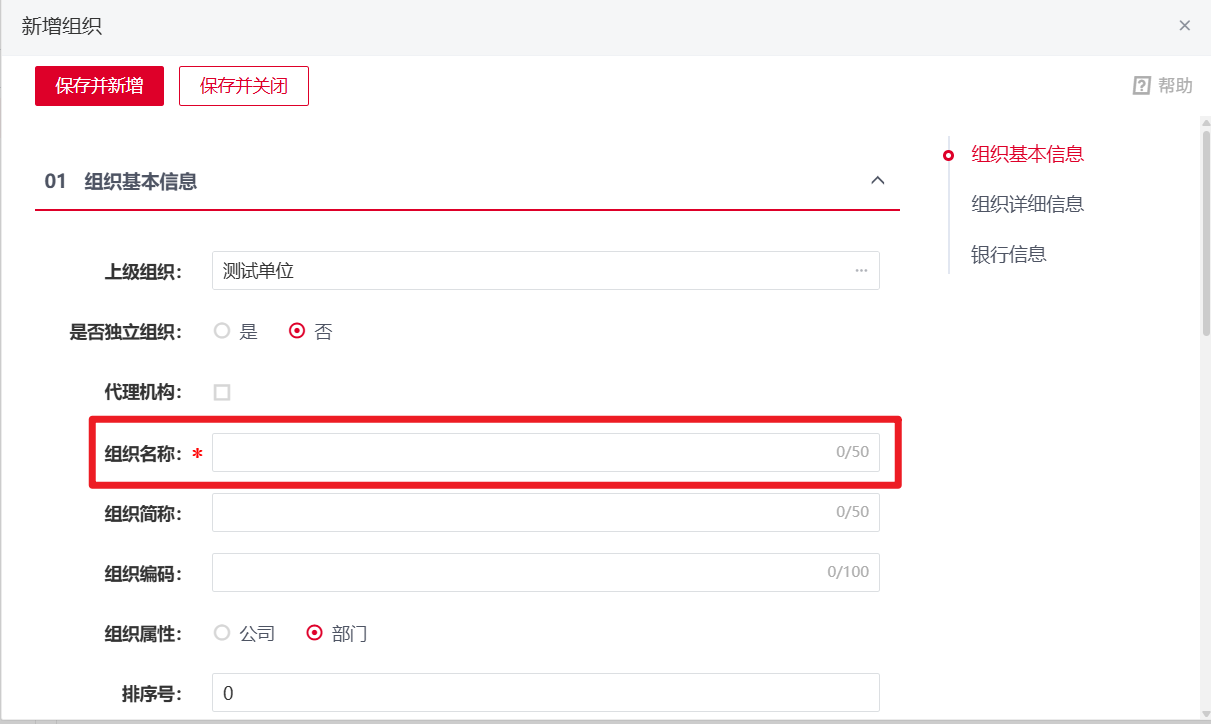 新增组织
×
保存并新增 保存并关闭 帮助
01 组织基本信息
组织基本信息
组织详细信息
银行信息
上级组织： 测试单位 ...
是否独立组织： 是 否
代理机构：
组织名称：* 0/50
组织简称： 0/50
组织编码： 0/100
组织属性： 公司 部门
排序号： 0